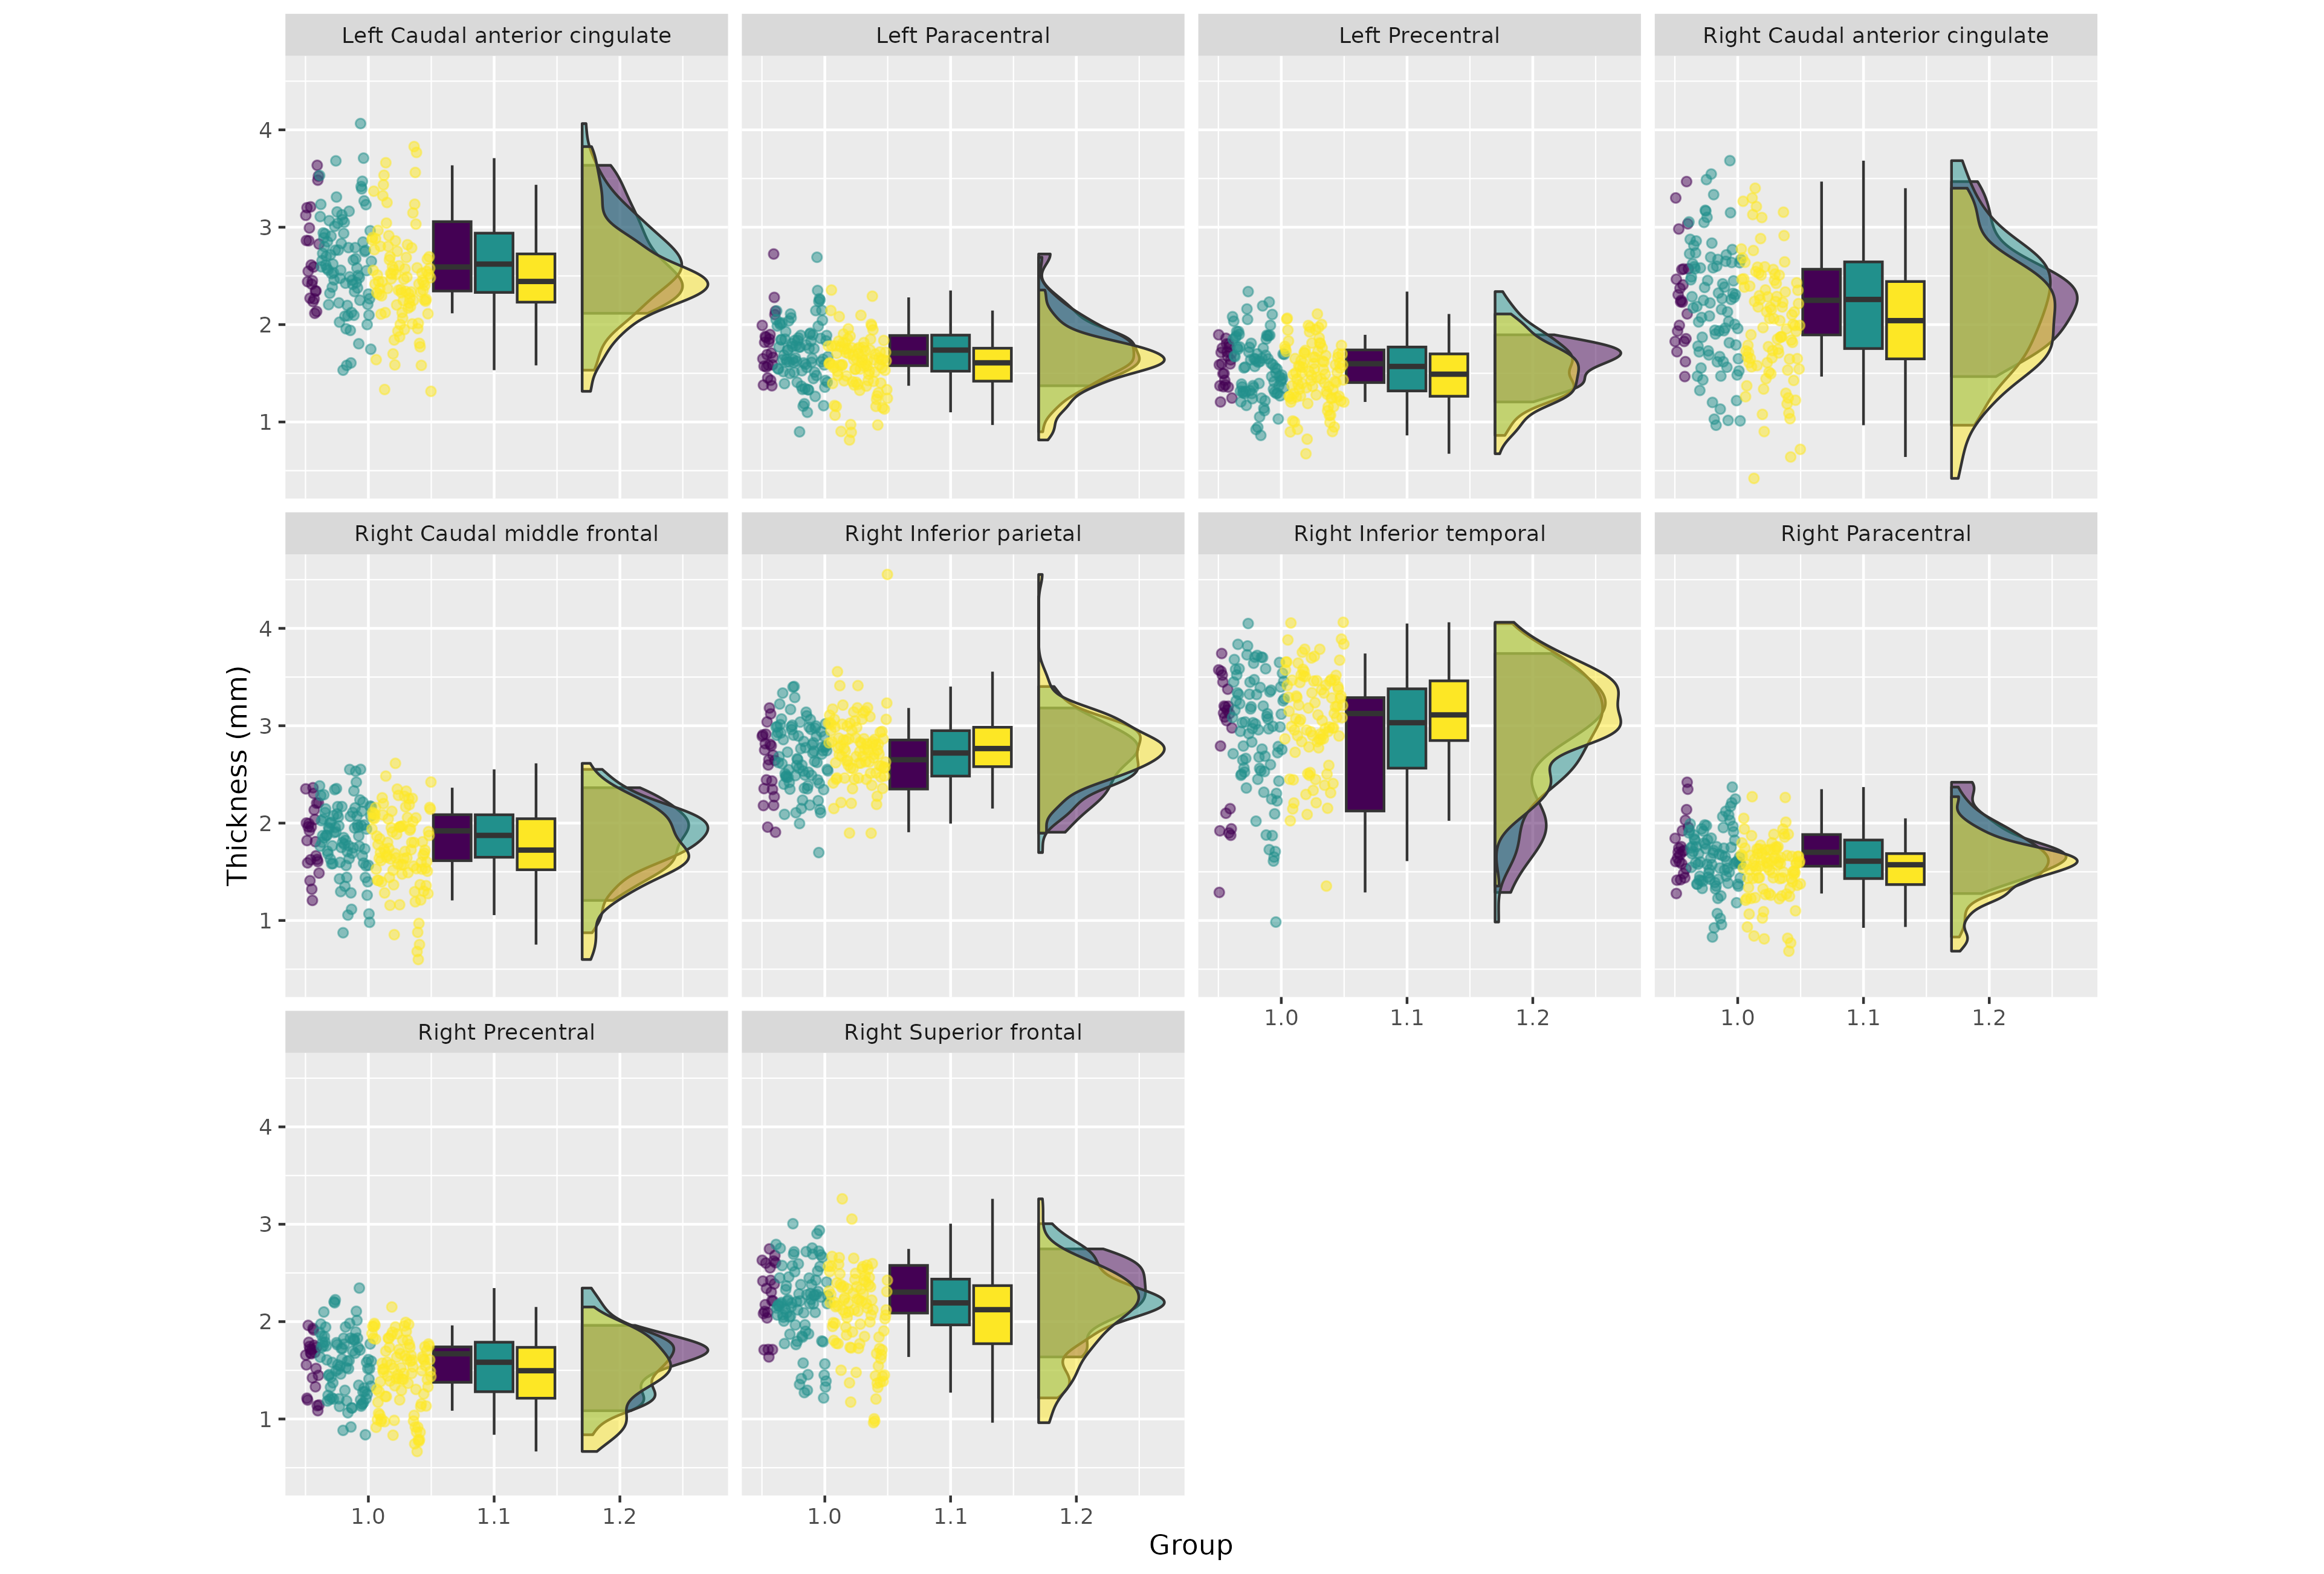 Left Caudal anterior cingulate
Left Paracentral
Left Precentral
Right Caudal anterior cingulate
4
3
2
1
Right Caudal middle frontal
Right Inferior parietal
Right Inferior temporal
Right Paracentral
4
3
2
1
1.0 1.1 1.2
1.0 1.1 1.2
Right Precentral
Right Superior frontal
4
3
2
1
1.0 1.1 1.2
1.0 1.1 1.2
Thickness (mm)
Group